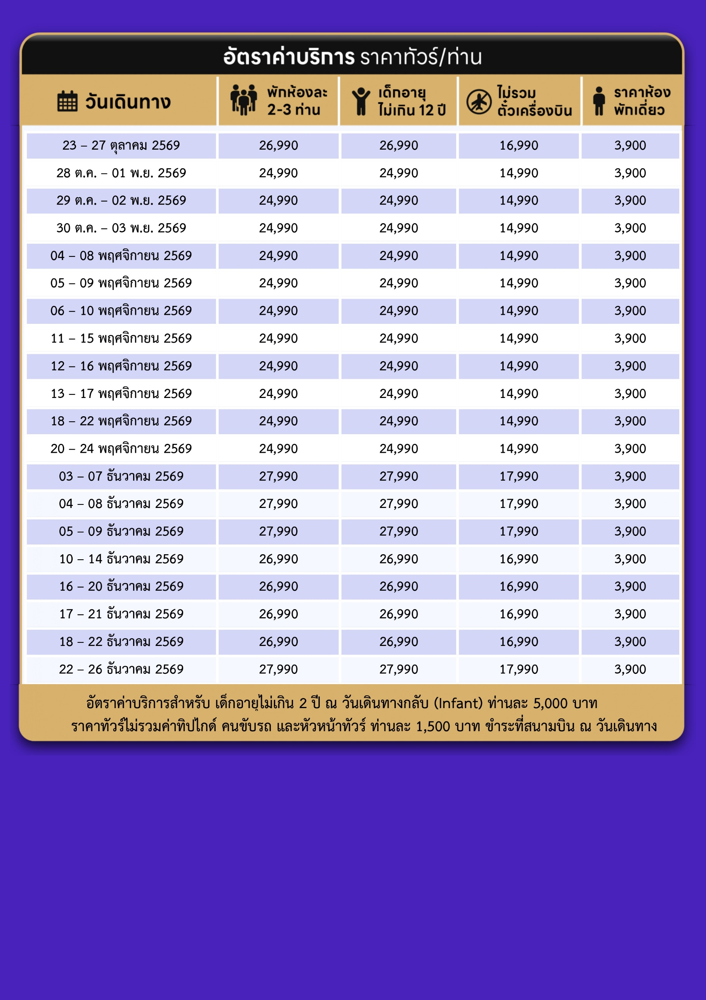 อัตราค่าบริการ ราคาทัวร์/ท่าน
วันเดินทาง พักห้องละ 2-3 ท่าน เด็กอายุ ไม่เกิน 12 ปี ไม่รวม ตั๋วเครื่องบิน ราคาห้อง พักเดี่ยว
23 – 27 ตุลาคม 2569 26,990 26,990 16,990 3,900
28 ต.ค. – 01 พ.ย. 2569 24,990 24,990 14,990 3,900
29 ต.ค. – 02 พ.ย. 2569 24,990 24,990 14,990 3,900
30 ต.ค. – 03 พ.ย. 2569 24,990 24,990 14,990 3,900
04 – 08 พฤศจิกายน 2569 24,990 24,990 14,990 3,900
05 – 09 พฤศจิกายน 2569 24,990 24,990 14,990 3,900
06 – 10 พฤศจิกายน 2569 24,990 24,990 14,990 3,900
11 – 15 พฤศจิกายน 2569 24,990 24,990 14,990 3,900
12 – 16 พฤศจิกายน 2569 24,990 24,990 14,990 3,900
13 – 17 พฤศจิกายน 2569 24,990 24,990 14,990 3,900
18 – 22 พฤศจิกายน 2569 24,990 24,990 14,990 3,900
20 – 24 พฤศจิกายน 2569 24,990 24,990 14,990 3,900
03 – 07 ธันวาคม 2569 27,990 27,990 17,990 3,900
04 – 08 ธันวาคม 2569 27,990 27,990 17,990 3,900
05 – 09 ธันวาคม 2569 27,990 27,990 17,990 3,900
10 – 14 ธันวาคม 2569 26,990 26,990 16,990 3,900
16 – 20 ธันวาคม 2569 26,990 26,990 16,990 3,900
17 – 21 ธันวาคม 2569 26,990 26,990 16,990 3,900
18 – 22 ธันวาคม 2569 26,990 26,990 16,990 3,900
22 – 26 ธันวาคม 2569 27,990 27,990 17,990 3,900
อัตราค่าบริการสำหรับ เด็กอายุไม่เกิน 2 ปี ณ วันเดินทางกลับ (Infant) ท่านละ 5,000 บาท
ราคาทัวร์ไม่รวมค่าทิปไกด์ คนขับรถ และหัวหน้าทัวร์ ท่านละ 1,500 บาท ขำระที่สนามบิน ณ วันเดินทาง